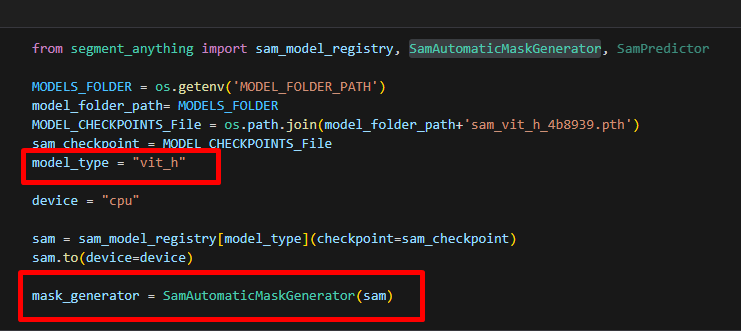 from segment_anything import sam_model_registry, SamAutomaticMaskGenerator, SamPredictor
MODELS_FOLDER = os.getenv('MODEL_FOLDER_PATH')
model_folder_path= MODELS_FOLDER
MODEL_CHECKPOINTS_File = os.path.join(model_folder_path+'sam_vit_h_4b8939.pth')
sam_checkpoint = MODEL_CHECKPOINTS_File
model_type = "vit_h"
device = "cpu"
sam = sam_model_registry[model_type](checkpoint=sam_checkpoint)
sam.to(device=device)
mask_generator = SamAutomaticMaskGenerator(sam)